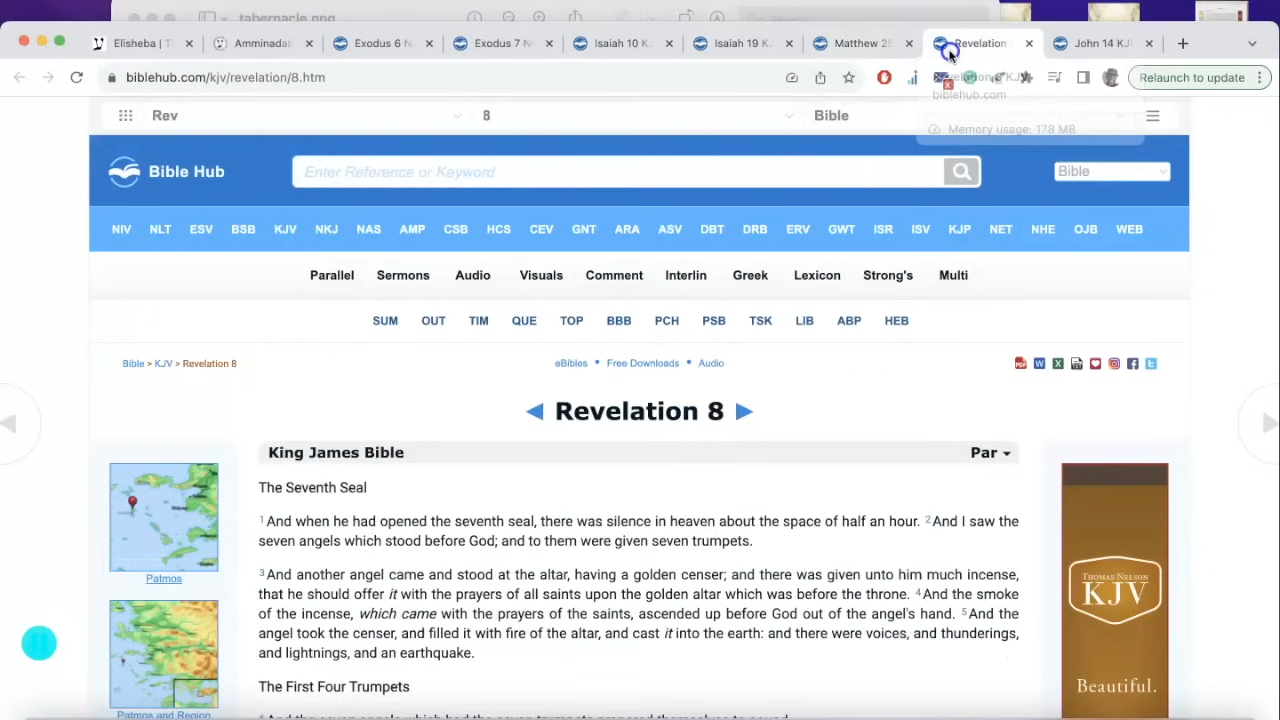 tabernacle.png
Elisheba | T
Amminadab
Exodus 6
Exodus 7
Isaiah 10 K
Isaiah 19 K
Matthew 25
Revelation
John 14 KJ
biblehub.com/kjv/revelation/8.htm
Relaunch to update
biblehub.com
Memory usage: 178 MB
Rev
8
Bible
Bible Hub
Enter Reference or Keyword
Bible
NIV NLT ESV BSB KJV NKJ NAS AMP CSB HCS CEV GNT ARA ASV DBT DRB ERV GWT ISR ISV KJP NET NHE OJB WEB
Parallel Sermons Audio Visuals Comment Interlin Greek Lexicon Strong's Multi
SUM OUT TIM QUE TOP BBB PCH PSB TSK LIB ABP HEB
Bible > KJV > Revelation 8
eBibles • Free Downloads • Audio
◄ Revelation 8 ►
King James Bible
Par
The Seventh Seal
1 And when he had opened the seventh seal, there was silence in heaven about the space of half an hour. 2 And I saw the
seven angels which stood before God; and to them were given seven trumpets.
3 And another angel came and stood at the altar, having a golden censer; and there was given unto him much incense,
that he should offer it with the prayers of all saints upon the golden altar which was before the throne. 4 And the smoke
of the incense, which came with the prayers of the saints, ascended up before God out of the angel's hand. 5 And the
angel took the censer, and filled it with fire of the altar, and cast it into the earth: and there were voices, and thunderings,
and lightnings, and an earthquake.
The First Four Trumpets
Patmos
Patmos and Region
THOMAS NELSON
KJV
Beautiful.